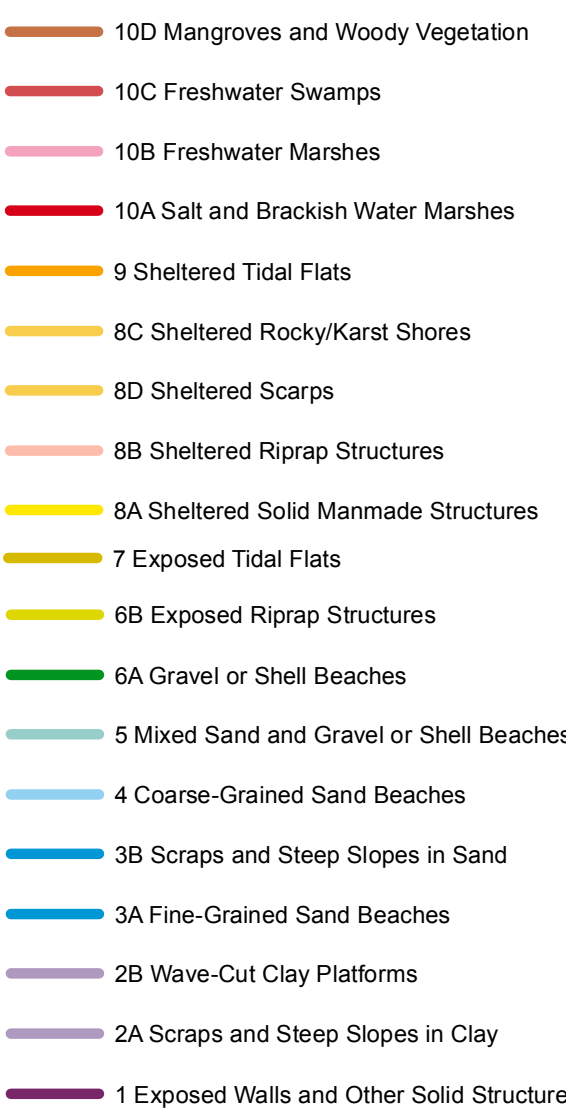 10D Mangroves and Woody Vegetation
10C Freshwater Swamps
10B Freshwater Marshes
10A Salt and Brackish Water Marshes
9 Sheltered Tidal Flats
8C Sheltered Rocky/Karst Shores
8D Sheltered Scarps
8B Sheltered Riprap Structures
8A Sheltered Solid Manmade Structures
7 Exposed Tidal Flats
6B Exposed Riprap Structures
6A Gravel or Shell Beaches
5 Mixed Sand and Gravel or Shell Beaches
4 Coarse-Grained Sand Beaches
3B Scraps and Steep Slopes in Sand
3A Fine-Grained Sand Beaches
2B Wave-Cut Clay Platforms
2A Scraps and Steep Slopes in Clay
1 Exposed Walls and Other Solid Structure